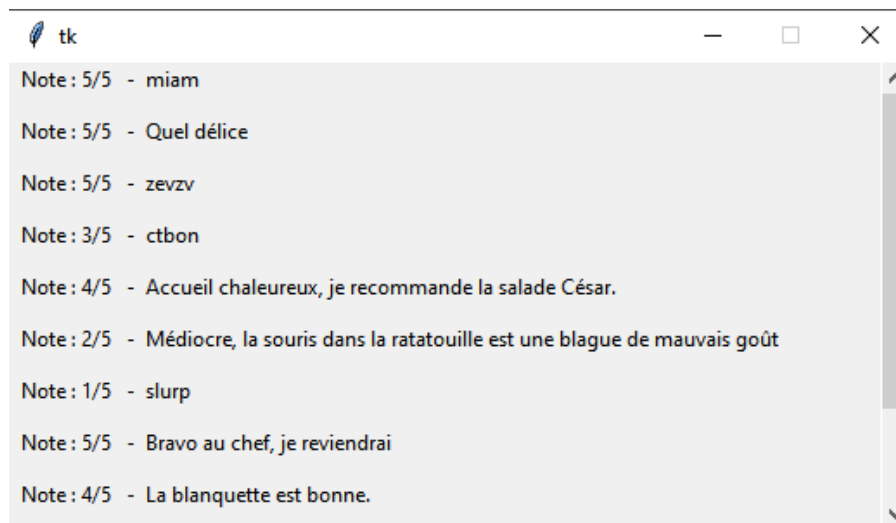 tk
Note : 5/5 - miam
Note : 5/5 - Quel délice
Note : 5/5 - zevzv
Note : 3/5 - ctbon
Note : 4/5 - Accueil chaleureux, je recommande la salade César.
Note : 2/5 - Médiocre, la souris dans la ratatouille est une blague de mauvais goût
Note : 1/5 - slurp
Note : 5/5 - Bravo au chef, je reviendrai
Note : 4/5 - La blanquette est bonne.